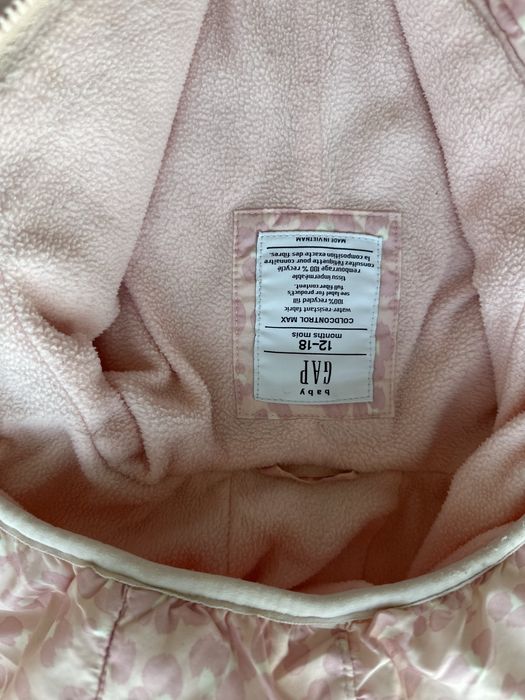 baby
GAP
12–18
months mois
COLDCONTROL MAX
water-resistant fabric
100% recycled fill
see label for product's
full fiber content.
tissu imperméable
rembourrage 100 % recyclé
consultez l'étiquette pour connaître
la composition exacte des fibres.
MADE IN VIETNAM